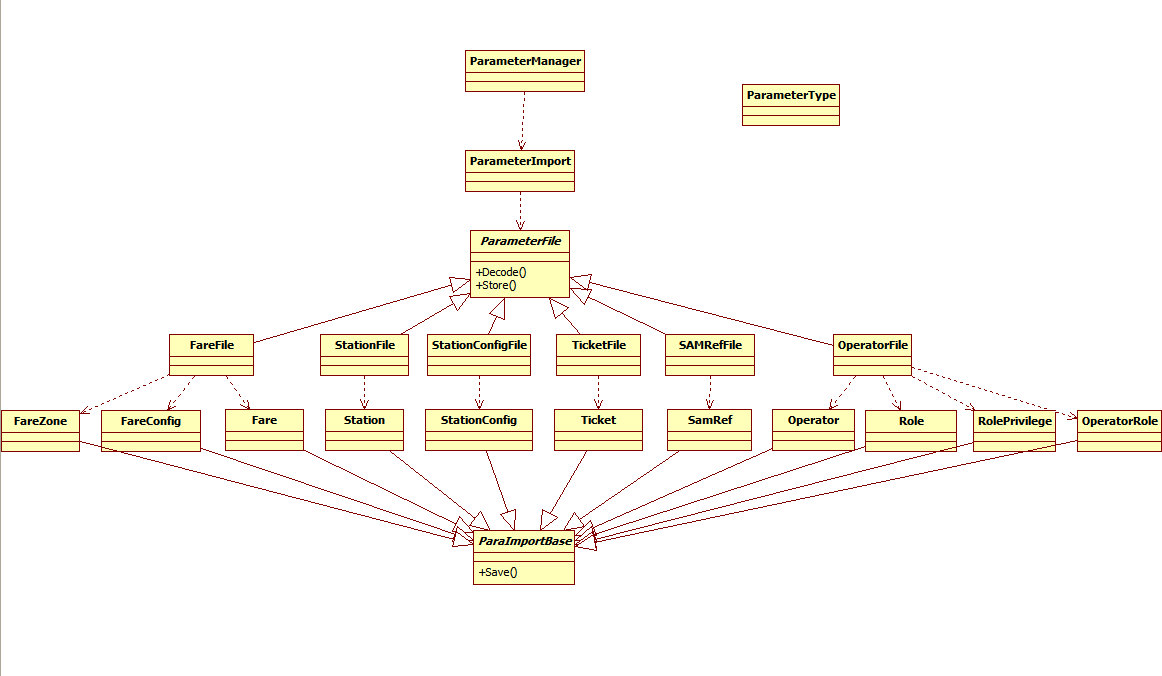 ParameterManager
ParameterType
ParameterImport
ParameterFile
+Decode()
+Store()
FareFile
StationFile
StationConfigFile
TicketFile
SAMRefFile
OperatorFile
FareZone
FareConfig
Fare
Station
StationConfig
Ticket
SamRef
Operator
Role
RolePrivilege
OperatorRole
ParaImportBase
+Save()